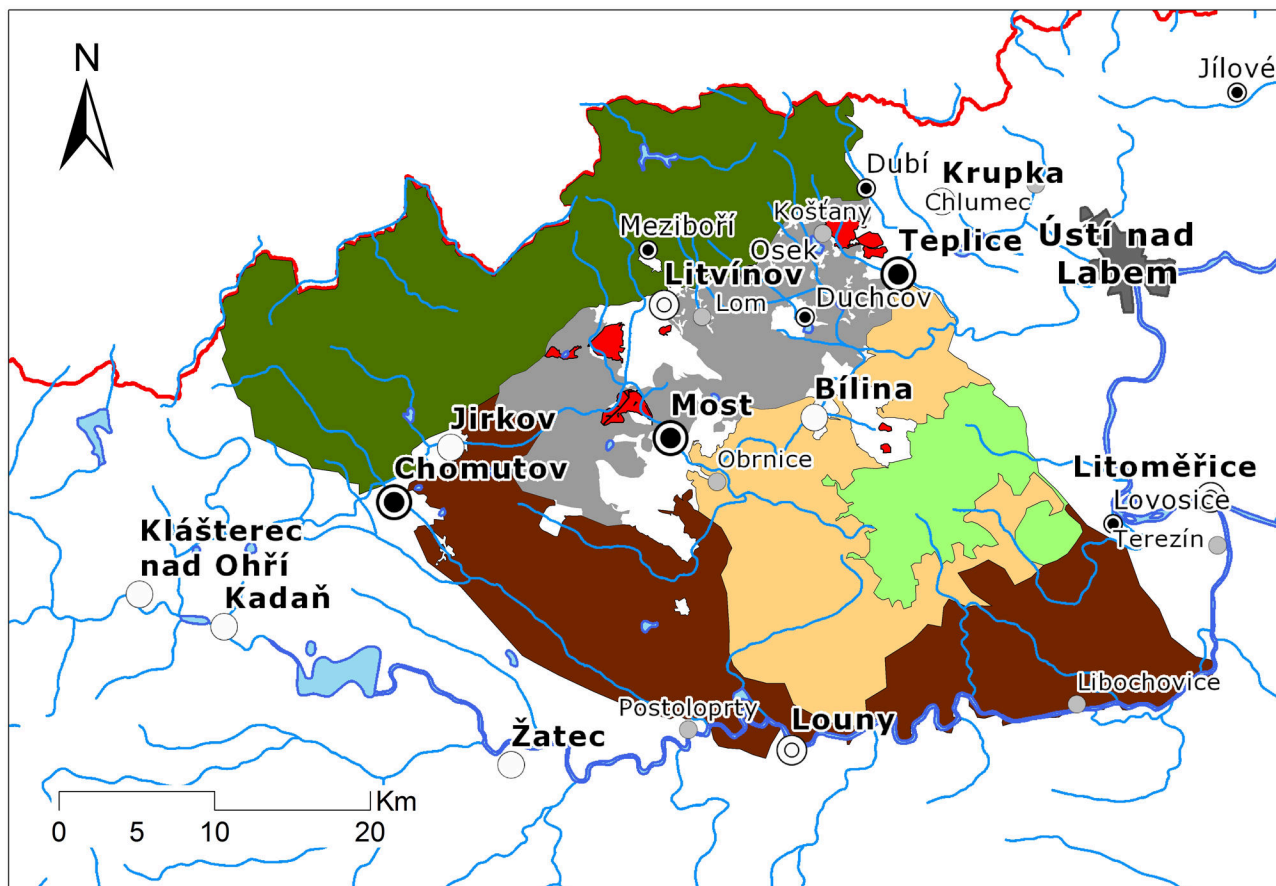 N
Jílové
Dubí
Krupka
Chlumec
Košťany
Meziboří
Osek
Teplice
Ústí nad
Labem
Litvínov
Lom
Duchcov
Bílina
Most
Jirkov
Obrnice
Chomutov
Litoměřice
Lovosice
Terezín
Klášterec
nad Ohří
Kadaň
Libochovice
Postoloprty
Louny
Žatec
Km
0 5 10 20